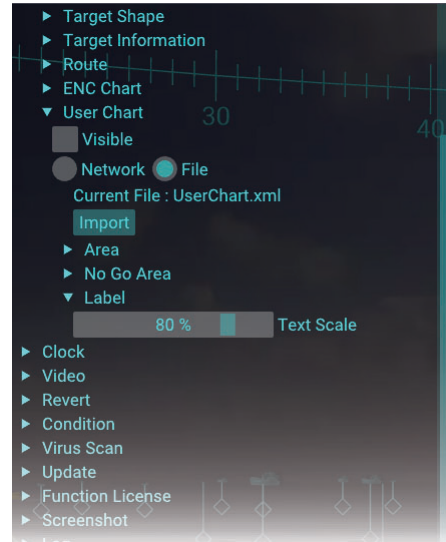 Target Shape
Target Information
Route
ENC Chart
User Chart
30
40
Visible
Network File
Current File : UserChart.xml
Import
Area
No Go Area
Label
80 % Text Scale
Clock
Video
Revert
Condition
Virus Scan
Update
Function License
Screenshot